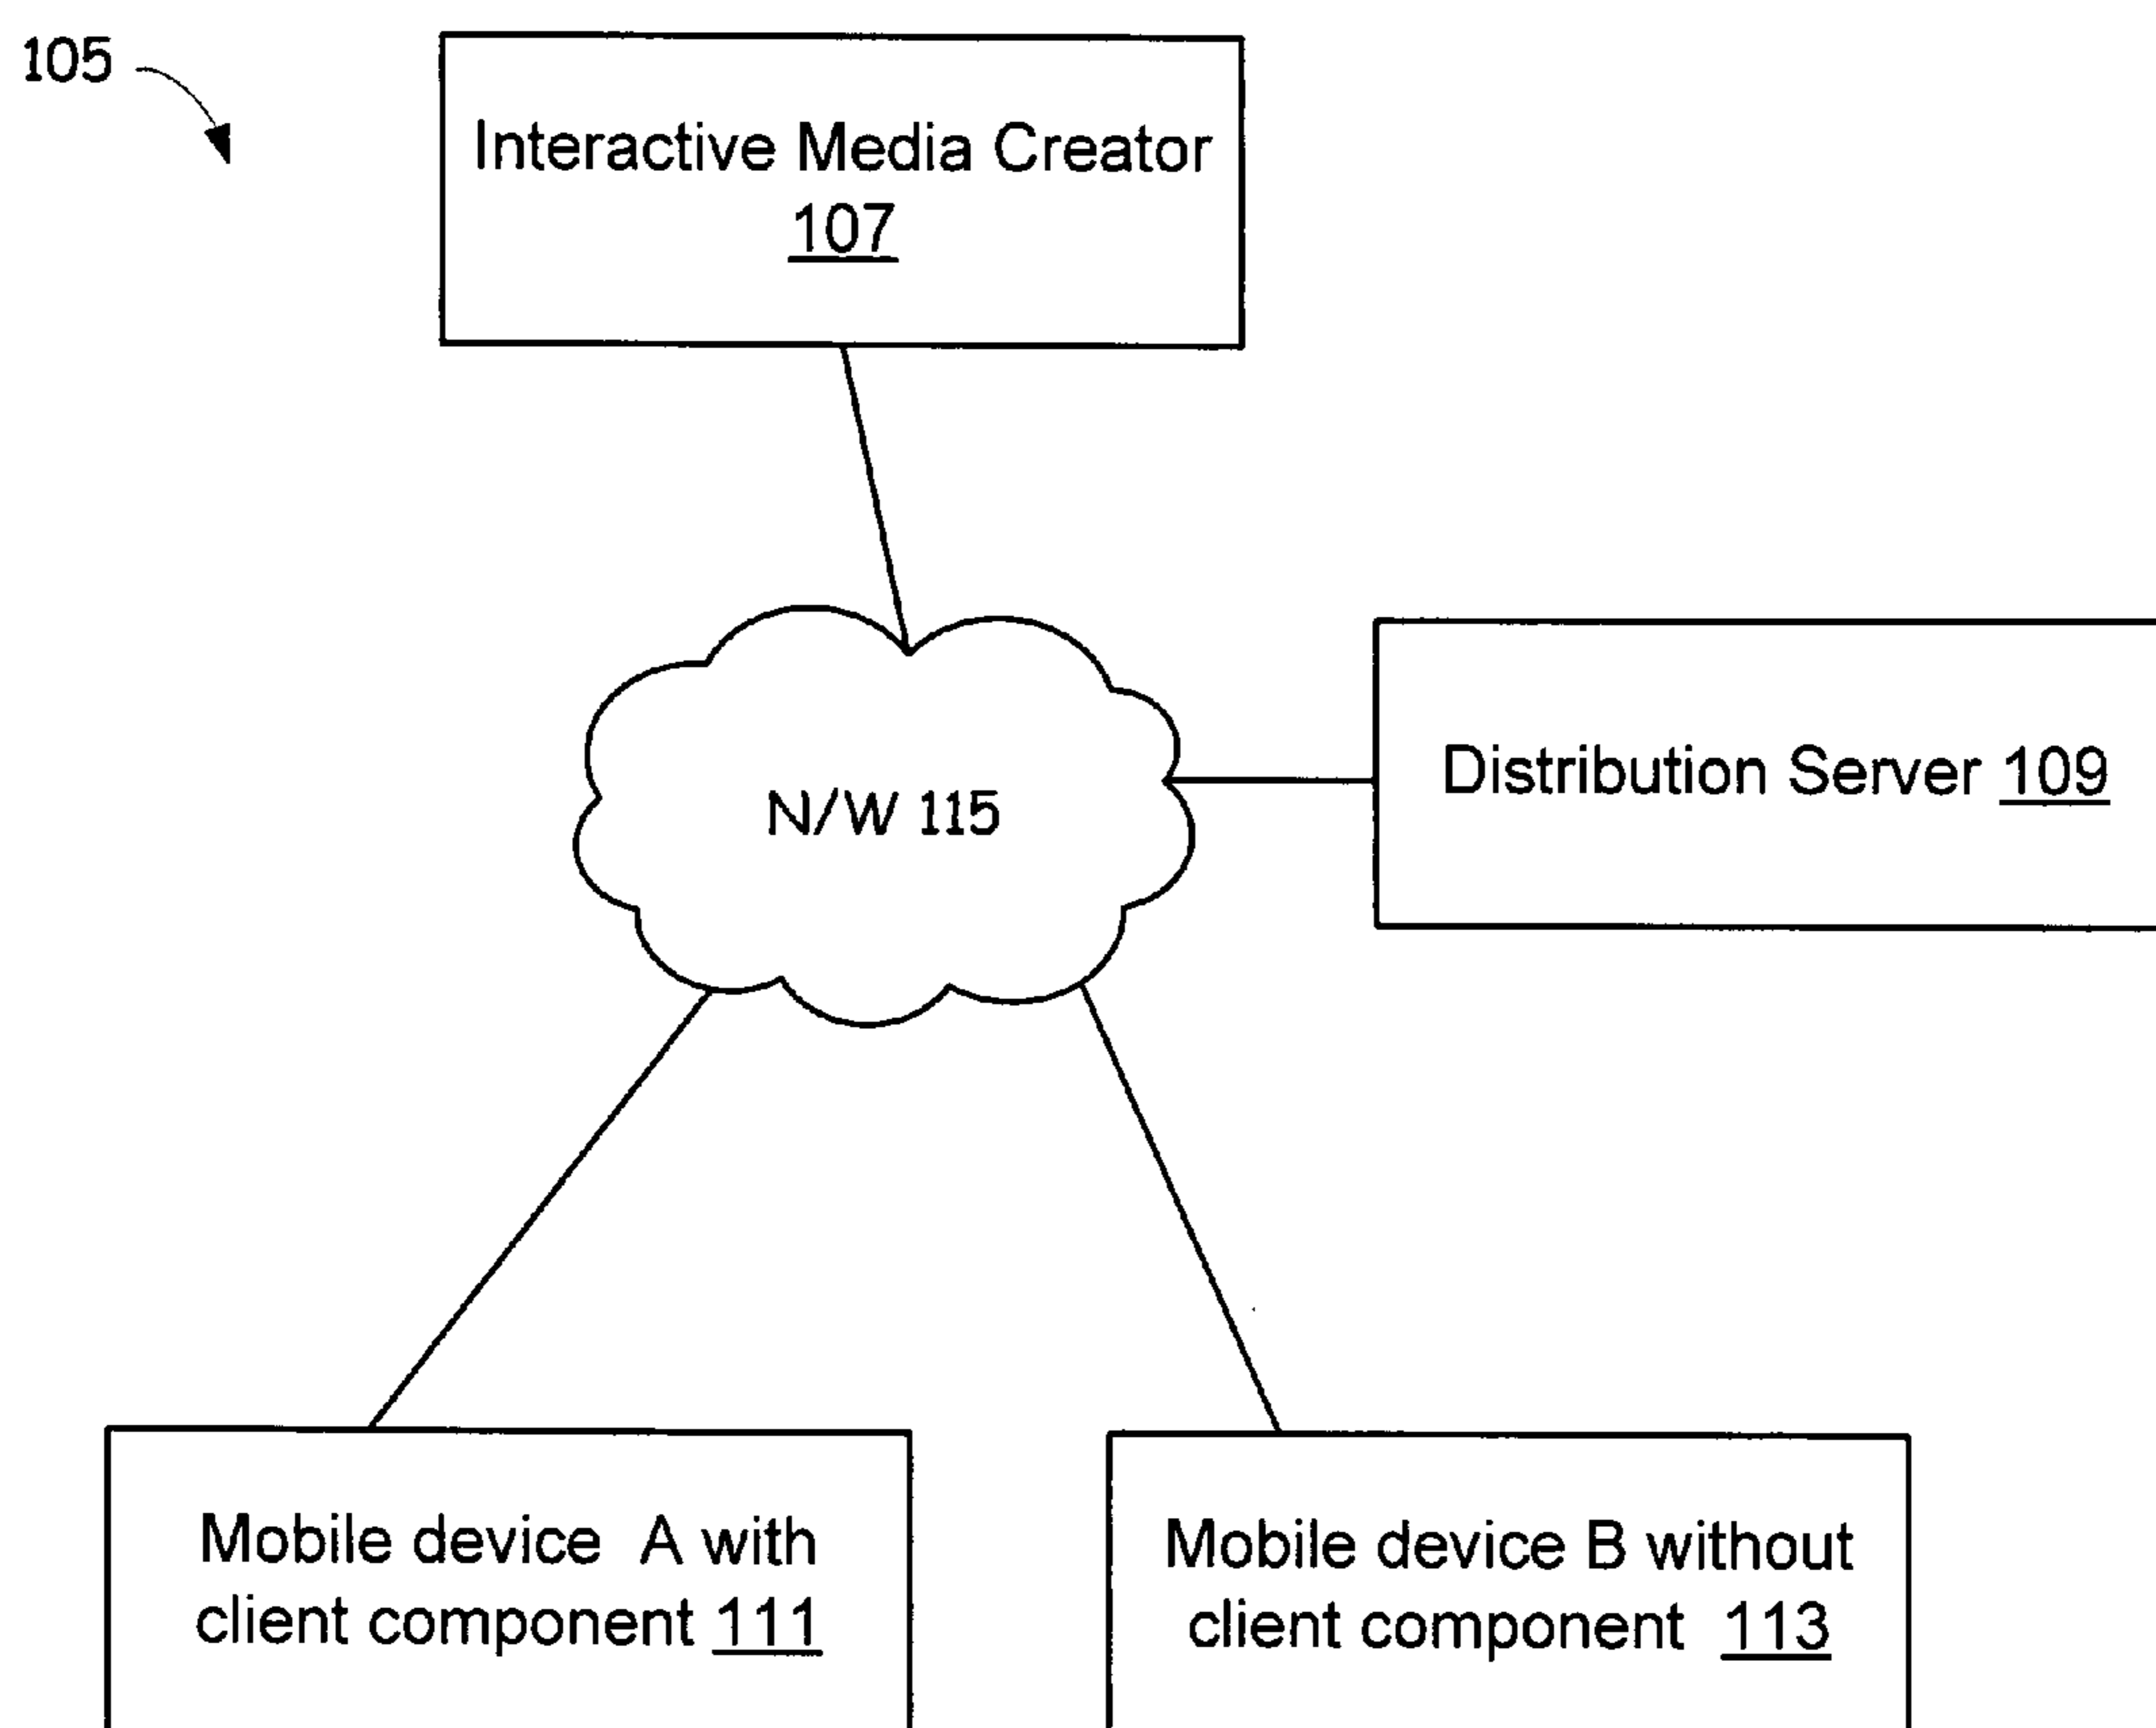 105
Interactive Media Creator
107
N/W 115
Distribution Server 109
Mobile device A with
client component 111
Mobile device B without
client component 113